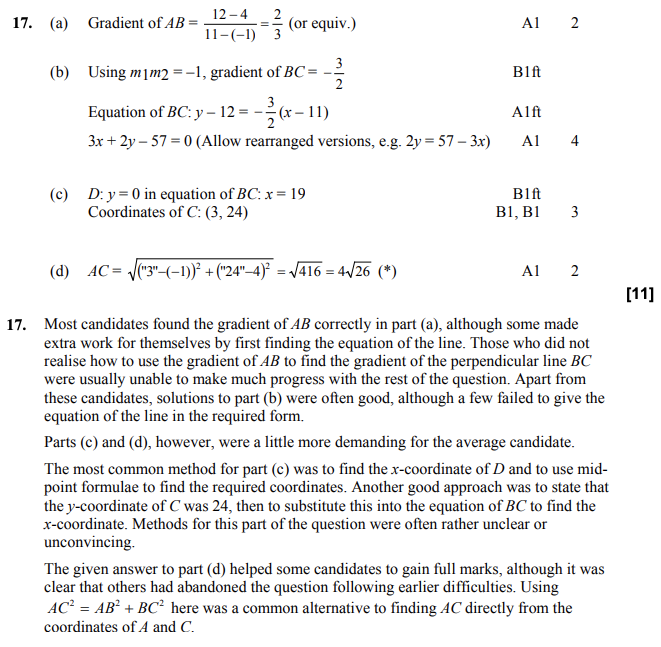 17. (a) Gradient of AB = \frac{12 – 4}{11 – (–1)} = \frac{2}{3} (or equiv.) A1 2
(b) Using m1m2 = –1, gradient of BC = –\frac{3}{2} B1ft
Equation of BC: y – 12 = –\frac{3}{2}(x – 11) A1ft
3x + 2y – 57 = 0 (Allow rearranged versions, e.g. 2y = 57 – 3x) A1 4
(c) D: y = 0 in equation of BC: x = 19 B1ft
Coordinates of C: (3, 24) B1, B1 3
(d) AC = \sqrt{("3"–(–1))² + ("24"–4)²} = √416 = 4√26 (*) A1 2
[11]
17. Most candidates found the gradient of AB correctly in part (a), although some made
extra work for themselves by first finding the equation of the line. Those who did not
realise how to use the gradient of AB to find the gradient of the perpendicular line BC
were usually unable to make much progress with the rest of the question. Apart from
these candidates, solutions to part (b) were often good, although a few failed to give the
equation of the line in the required form.
Parts (c) and (d), however, were a little more demanding for the average candidate.
The most common method for part (c) was to find the x-coordinate of D and to use mid-
point formulae to find the required coordinates. Another good approach was to state that
the y-coordinate of C was 24, then to substitute this into the equation of BC to find the
x-coordinate. Methods for this part of the question were often rather unclear or
unconvincing.
The given answer to part (d) helped some candidates to gain full marks, although it was
clear that others had abandoned the question following earlier difficulties. Using
AC² = AB² + BC² here was a common alternative to finding AC directly from the
coordinates of A and C.